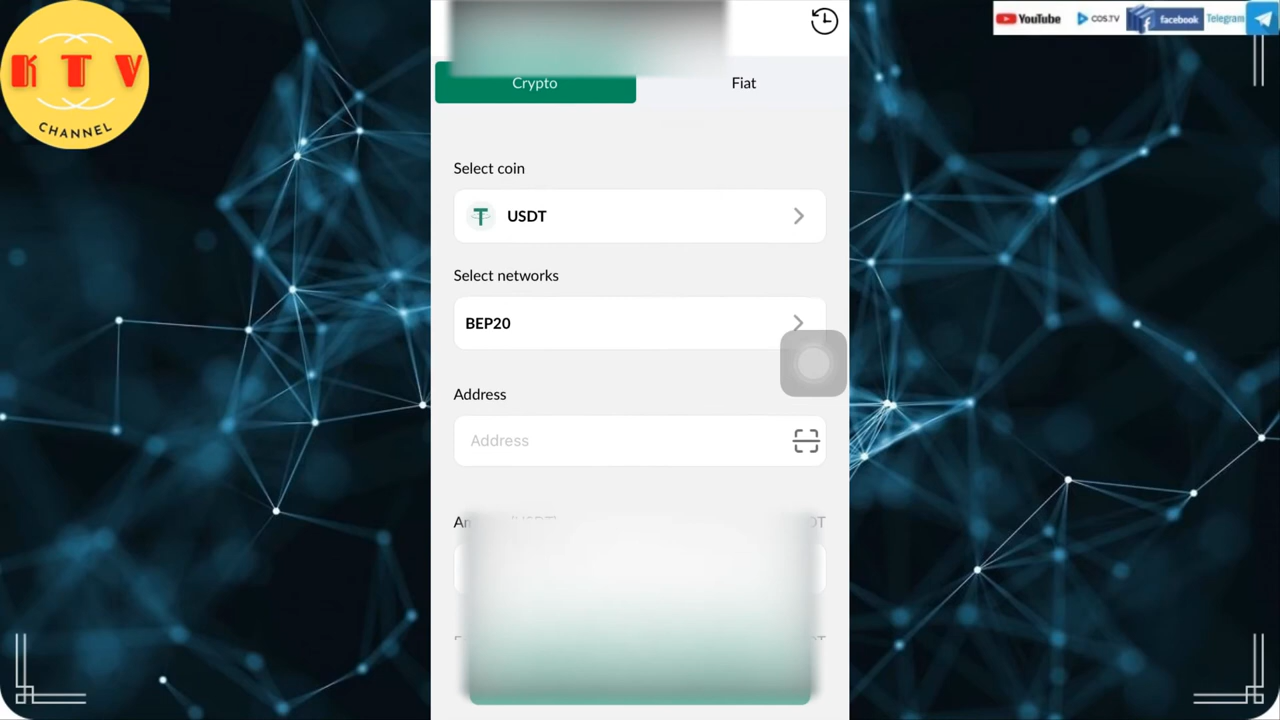 K T V
CHANNEL
YouTube
COS.TV
facebook
Telegram
Crypto
Fiat
Select coin
USDT
Select networks
BEP20
Address
Address